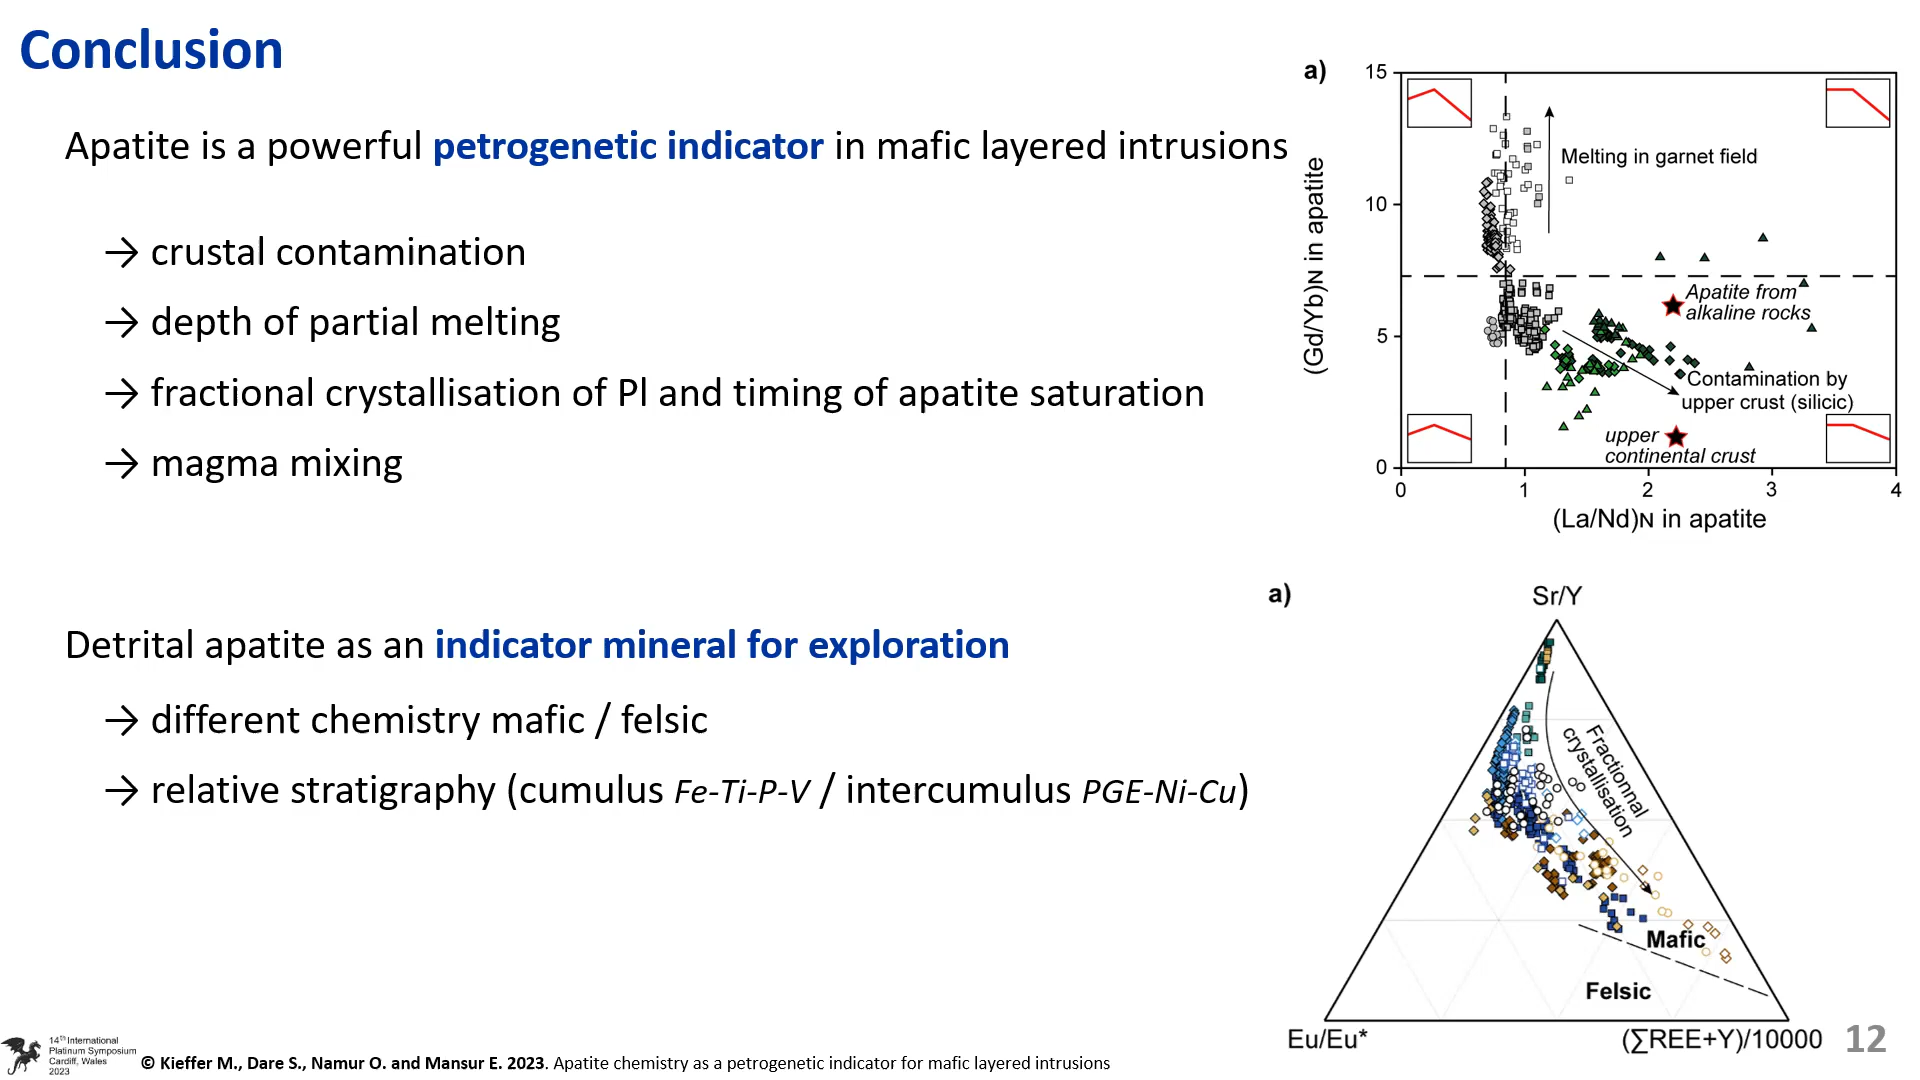 Conclusion
Apatite is a powerful petrogenetic indicator in mafic layered intrusions
→ crustal contamination
→ depth of partial melting
→ fractional crystallisation of Pl and timing of apatite saturation
→ magma mixing
Detrital apatite as an indicator mineral for exploration
→ different chemistry mafic / felsic
→ relative stratigraphy (cumulus Fe-Ti-P-V / intercumulus PGE-Ni-Cu)
a)
15
10
5
0
(Gd/Yb)N in apatite
Melting in garnet field
Apatite from
alkaline rocks
Contamination by
upper crust (silicic)
upper
continental crust
0 1 2 3 4
(La/Nd)N in apatite
a)
Sr/Y
Fractionnal
crystallisation
Mafic
Felsic
Eu/Eu*
(∑REE+Y)/10000
12
14th International
Platinum Symposium
Cardiff, Wales
2023
© Kieffer M., Dare S., Namur O. and Mansur E. 2023. Apatite chemistry as a petrogenetic indicator for mafic layered intrusions